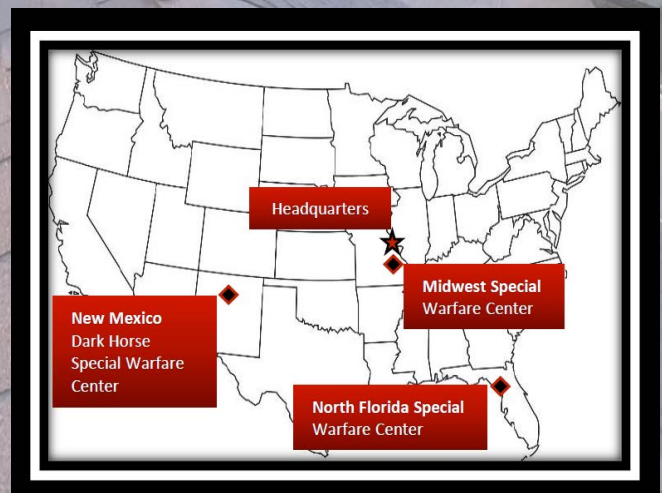 Headquarters
Midwest Special
Warfare Center
New Mexico
Dark Horse
Special Warfare
Center
North Florida Special
Warfare Center